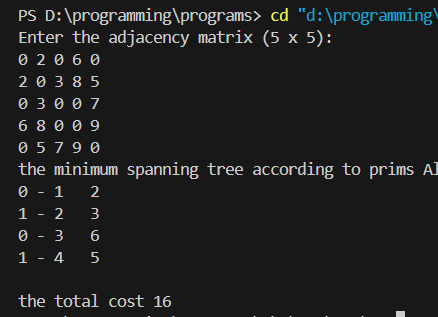 PS D:\programming\programs> cd "d:\programming\
Enter the adjacency matrix (5 x 5):
0 2 0 6 0
2 0 3 8 5
0 3 0 0 7
6 8 0 0 9
0 5 7 9 0
the minimum spanning tree according to prims Al
0 - 1   2
1 - 2   3
0 - 3   6
1 - 4   5
the total cost 16